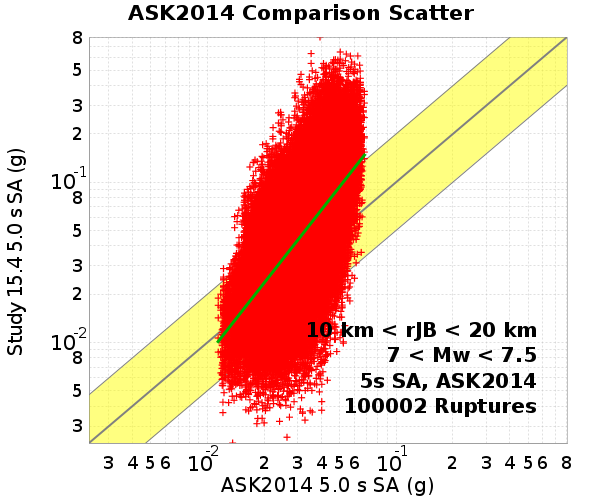 ASK2014 Comparison Scatter
Study 15.4 5.0 s SA (g)
8
5
3
2
10-1
8
5
3
2
10-2
8
5
3
10 km < rJB < 20 km
7 < Mw < 7.5
5s SA, ASK2014
100002 Ruptures
3 4 5 6 10-2 2 3 4 5 6 10-1 2 3 4 5 6 8
ASK2014 5.0 s SA (g)